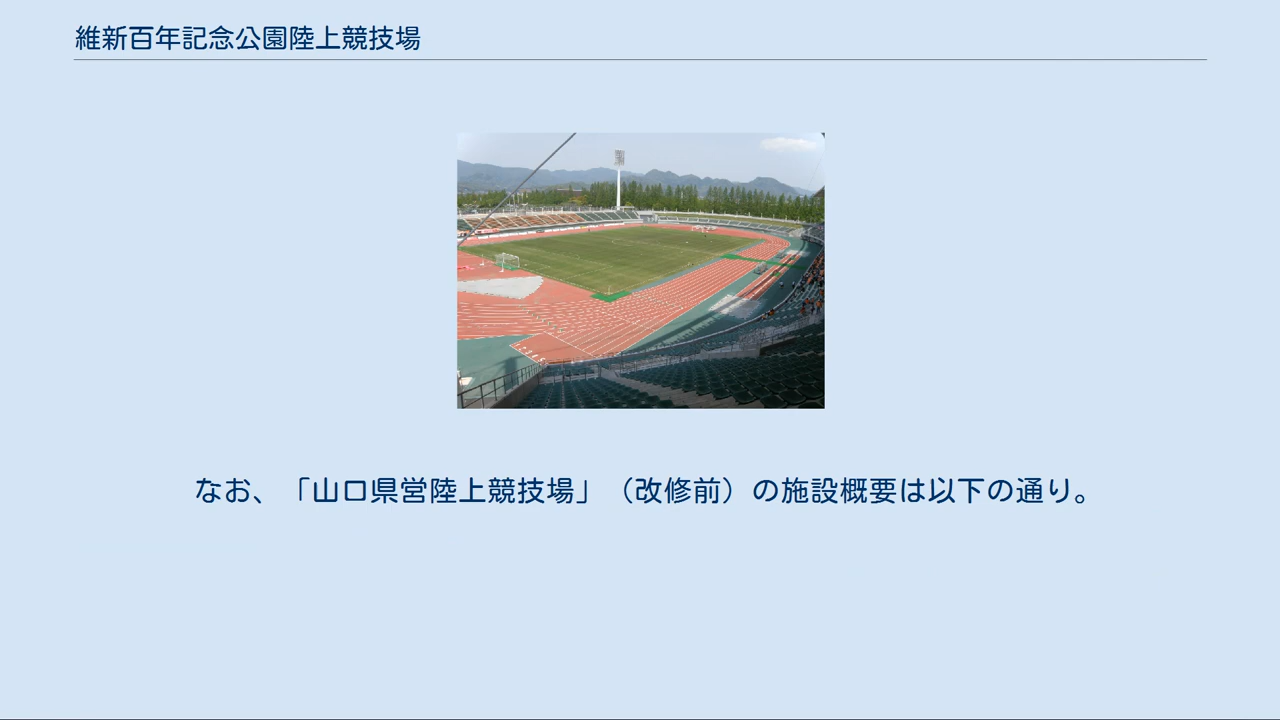 維新百年記念公園陸上競技場
なお、「山口県営陸上競技場」（改修前）の施設概要は以下の通り。